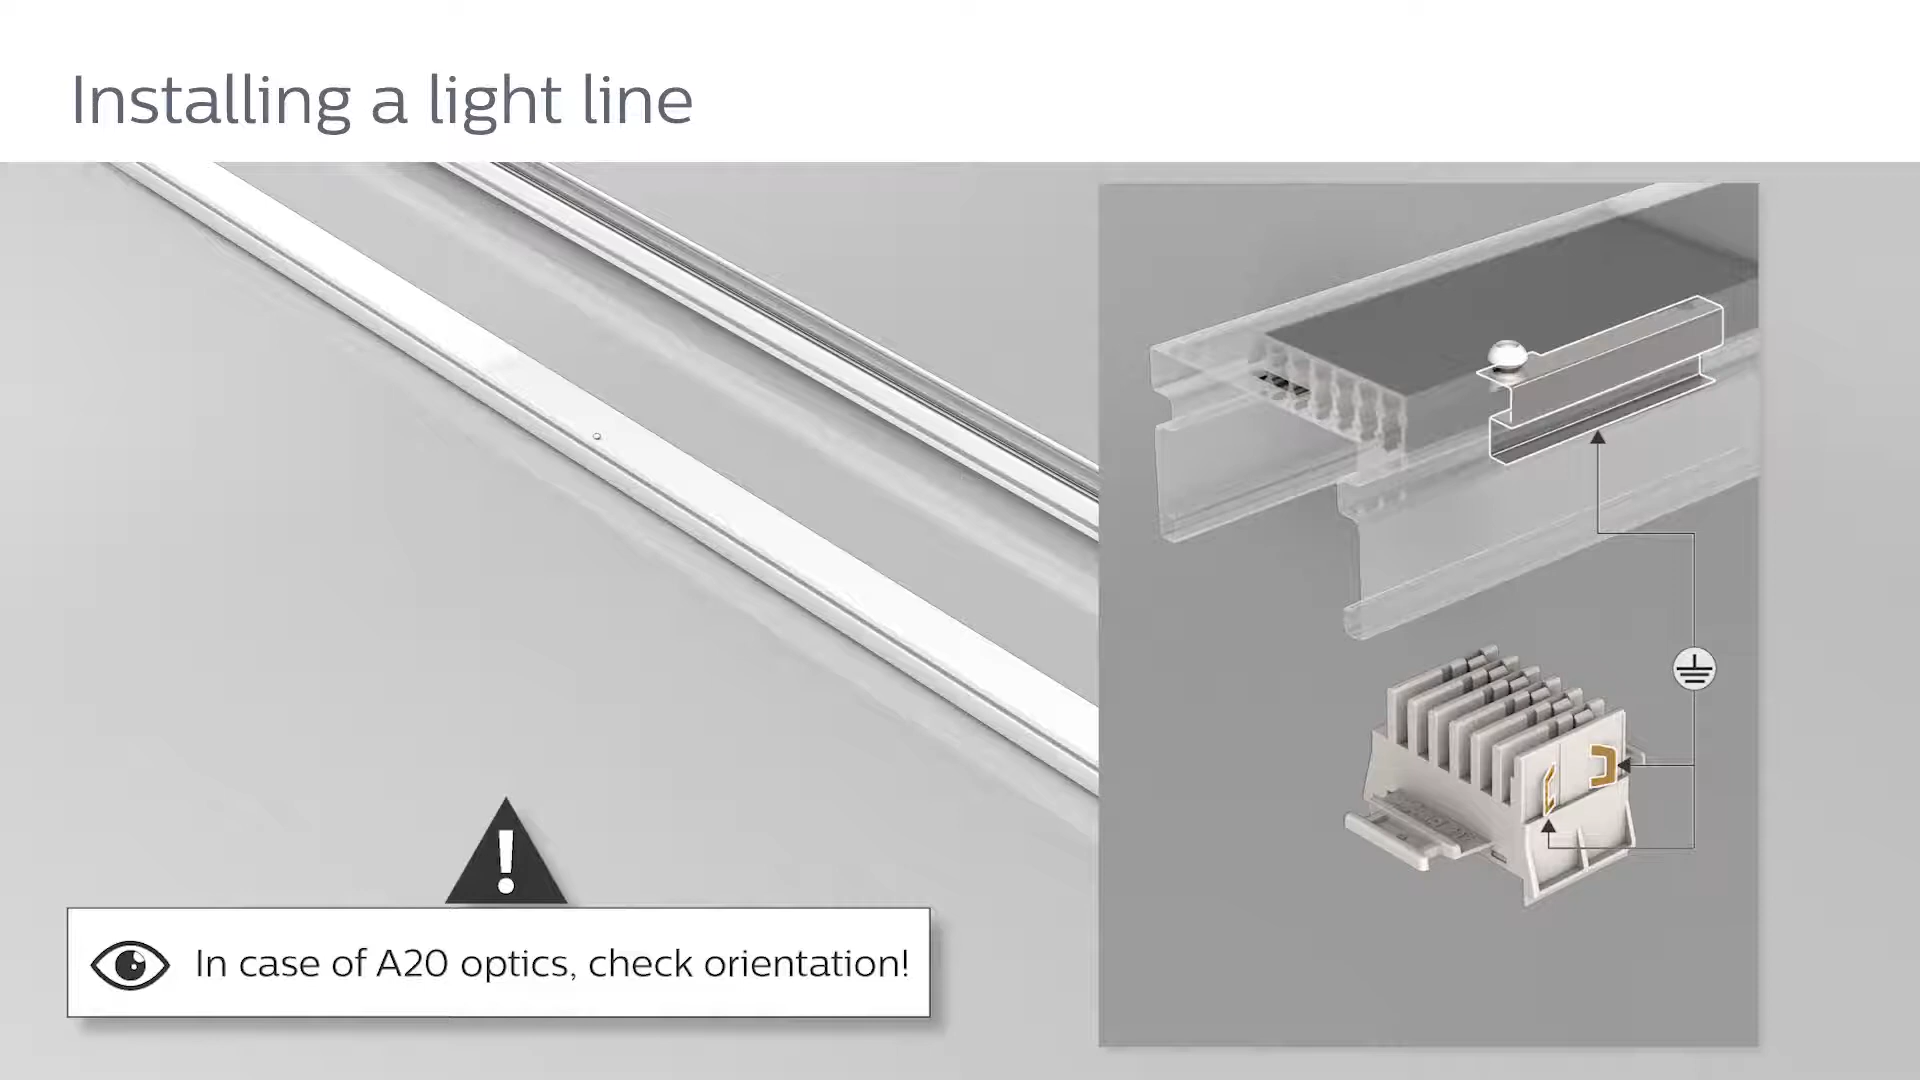 Installing a light line
In case of A20 optics, check orientation!